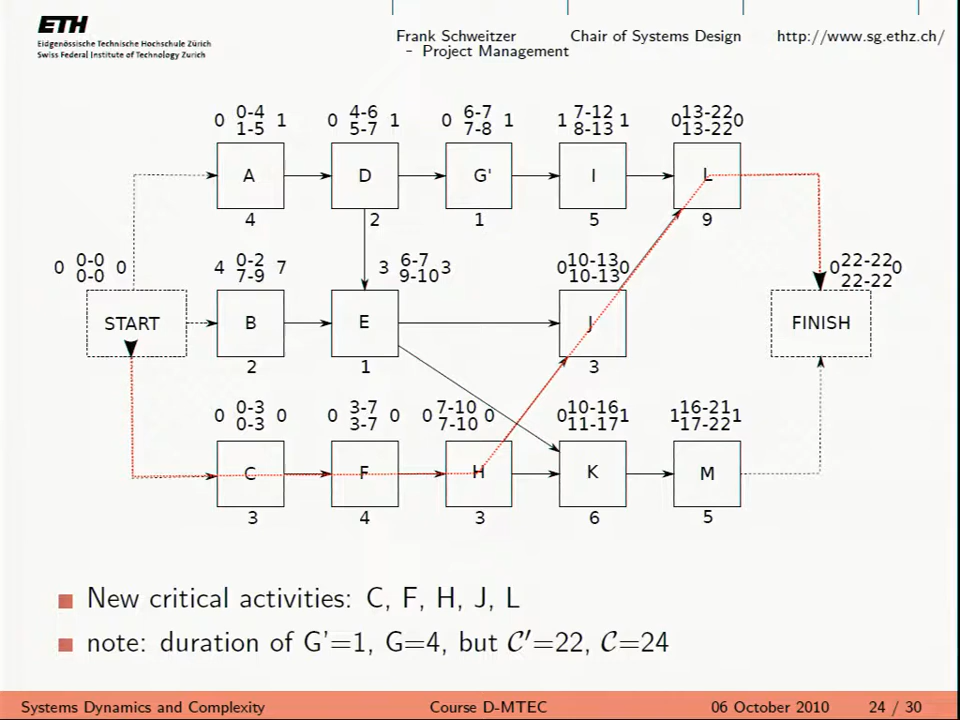 ETH
Eidgenössische Technische Hochschule Zürich
Swiss Federal Institute of Technology Zurich
Frank Schweitzer
– Project Management
Chair of Systems Design
http://www.sg.ethz.ch/
0 0-4 1
1-5
0 4-6 1
5-7
0 6-7 1
7-8
1 7-12 1
8-13
0 13-22 0
13-22
A
D
G'
I
L
4
2
1
5
9
0 0-0 0
0-0
4 0-2 7
7-9
3 6-7 3
9-10
0 10-13 0
10-13
0 22-22 0
22-22
START
B
E
J
FINISH
2
1
3
0 0-3 0
0-3
0 3-7 0
3-7
0 7-10 0
7-10
0 10-16 1
11-17
1 16-21 1
17-22
C
F
H
K
M
3
4
3
6
5
New critical activities: C, F, H, J, L
note: duration of G'=1, G=4, but 𝒞′=22, 𝒞=24
Systems Dynamics and Complexity
Course D-MTEC
06 October 2010
24 / 30